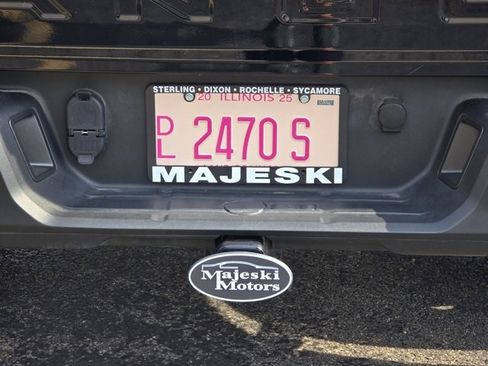 STERLING • DIXON • ROCHELLE • SYCAMORE
20 ILLINOIS 25
DL 2470 S
MAJESKI
Majeski
Motors